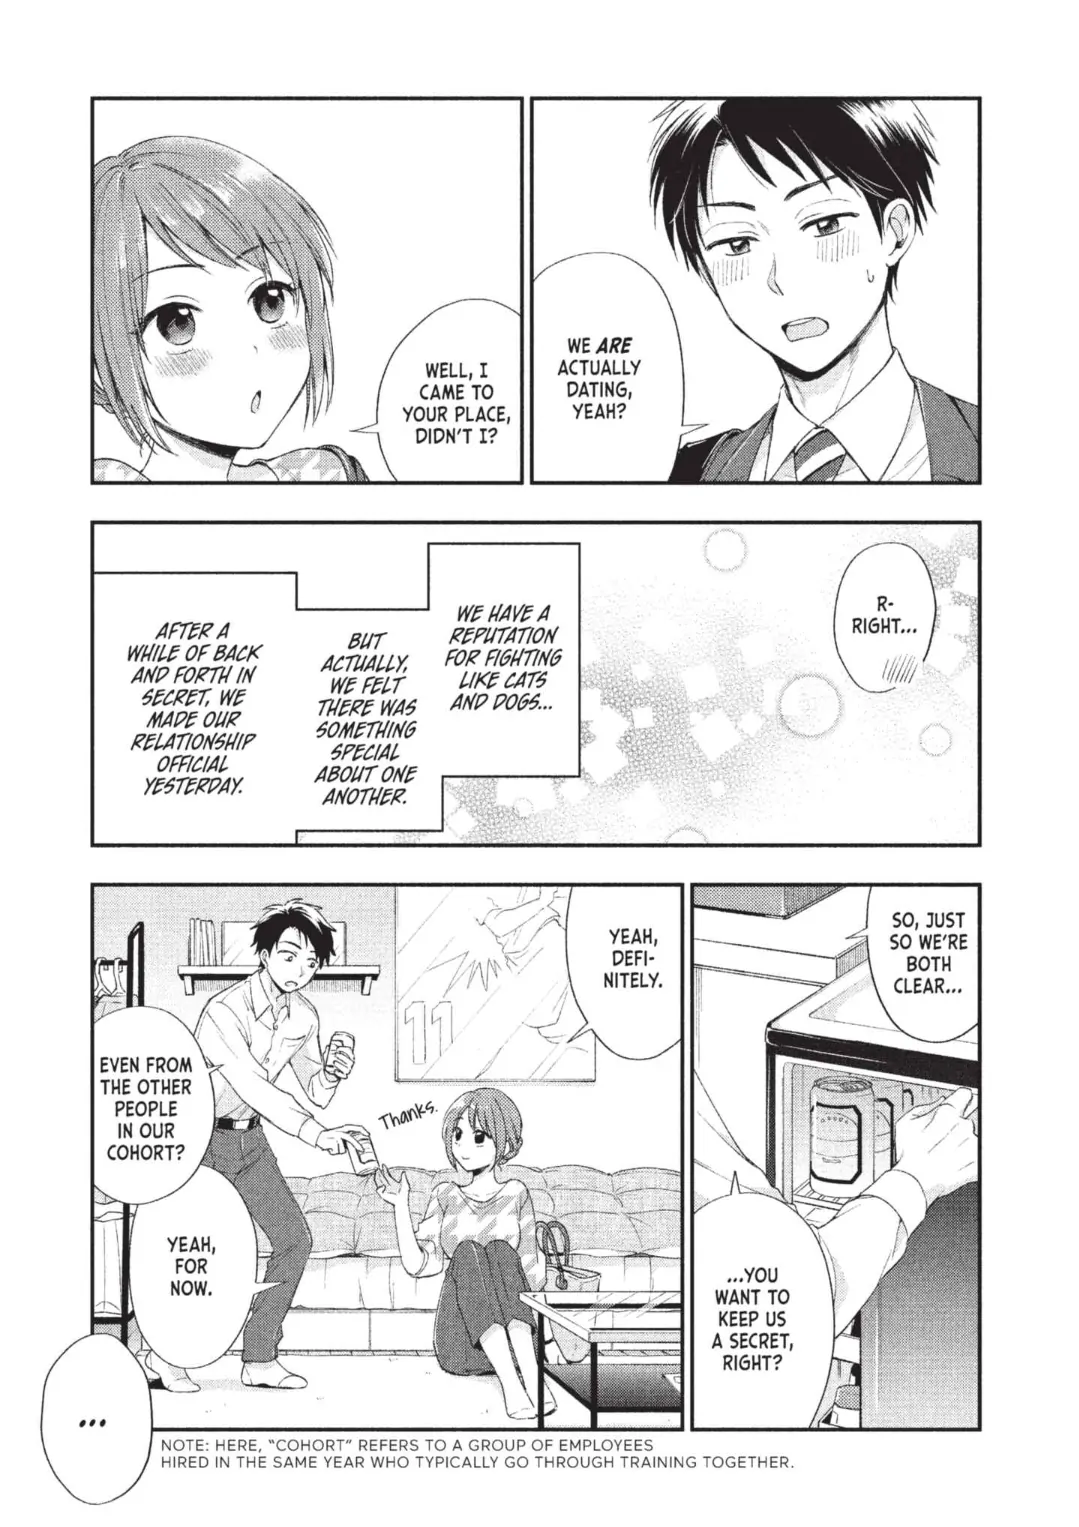 WE ARE
ACTUALLY
DATING,
YEAH?
WELL, I
CAME TO
YOUR PLACE,
DIDN'T I?
R-
RIGHT...
WE HAVE A
REPUTATION
FOR FIGHTING
LIKE CATS
AND DOGS...
BUT
ACTUALLY,
WE FELT
THERE WAS
SOMETHING
SPECIAL
ABOUT ONE
ANOTHER.
AFTER A
WHILE OF BACK
AND FORTH IN
SECRET, WE
MADE OUR
RELATIONSHIP
OFFICIAL
YESTERDAY.
SO, JUST
SO WE'RE
BOTH
CLEAR...
...YOU
WANT TO
KEEP US
A SECRET,
RIGHT?
YEAH,
DEFI-
NITELY.
11
Thanks.
EVEN FROM
THE OTHER
PEOPLE
IN OUR
COHORT?
YEAH,
FOR
NOW.
...
NOTE: HERE, "COHORT" REFERS TO A GROUP OF EMPLOYEES
HIRED IN THE SAME YEAR WHO TYPICALLY GO THROUGH TRAINING TOGETHER.